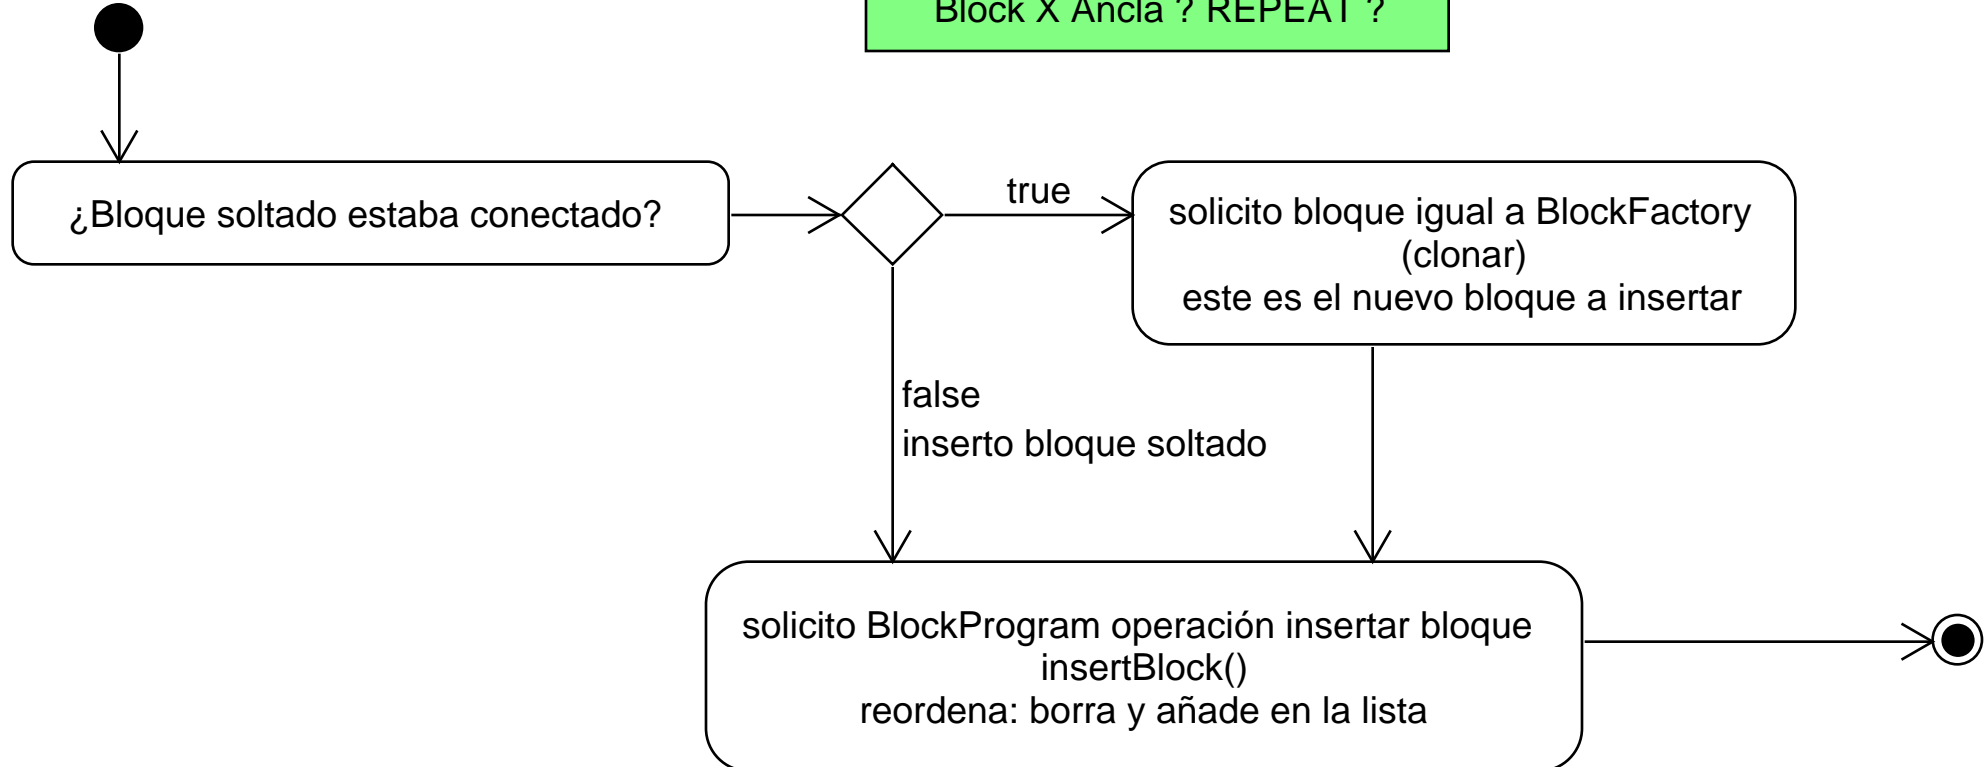 Block X Ancla ? REPEAT ?
¿Bloque soltado estaba conectado?
true
solicito bloque igual a BlockFactory
(clonar)
este es el nuevo bloque a insertar
false
inserto bloque soltado
solicito BlockProgram operación insertar bloque
insertBlock()
reordena: borra y añade en la lista